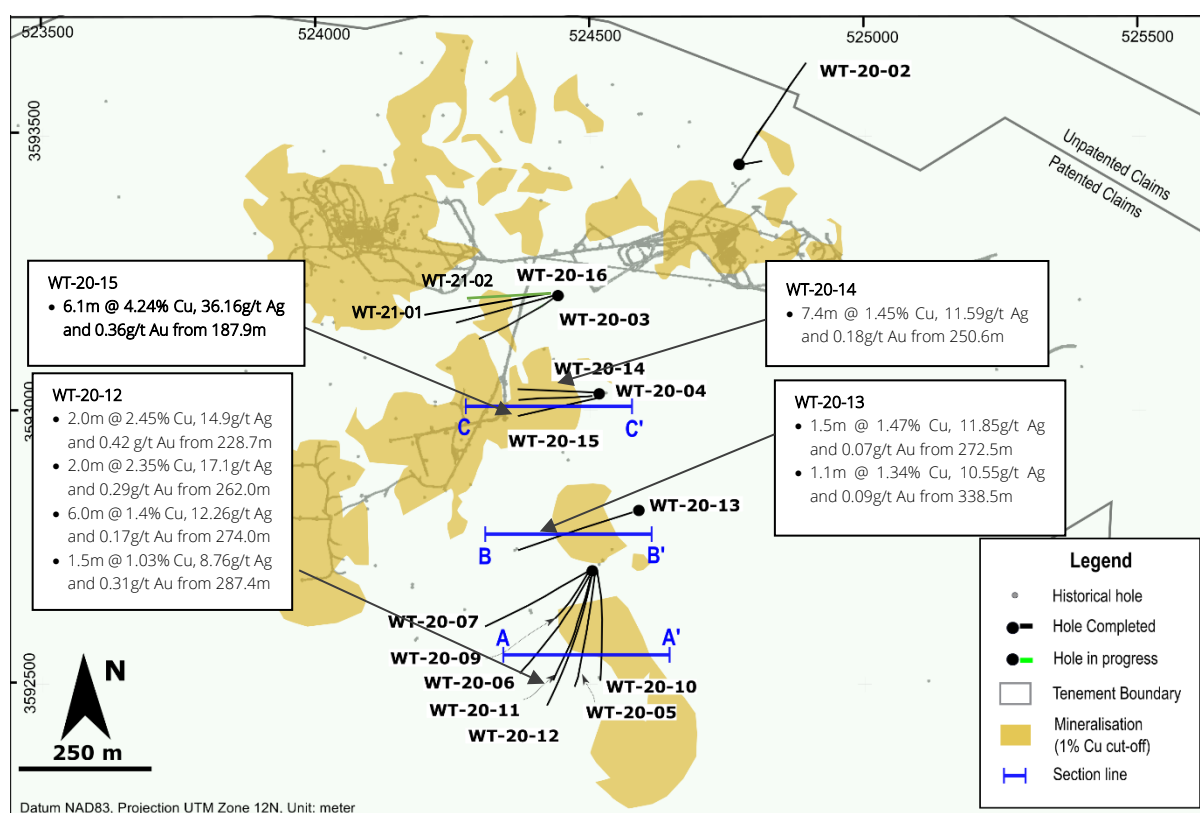 523500
524000
524500
525000
525500
WT-20-02
3593500
Unpatented Claims
Patented Claims
WT-20-15
• 6.1m @ 4.24% Cu, 36.16g/t Ag
and 0.36g/t Au from 187.9m
WT-21-02
WT-20-16
WT-21-01
WT-20-03
WT-20-14
• 7.4m @ 1.45% Cu, 11.59g/t Ag
and 0.18g/t Au from 250.6m
WT-20-14
WT-20-04
3593000
C
C'
WT-20-15
WT-20-12
• 2.0m @ 2.45% Cu, 14.9g/t Ag
and 0.42 g/t Au from 228.7m
• 2.0m @ 2.35% Cu, 17.1g/t Ag
and 0.29g/t Au from 262.0m
• 6.0m @ 1.4% Cu, 12.26g/t Ag
and 0.17g/t Au from 274.0m
• 1.5m @ 1.03% Cu, 8.76g/t Ag
and 0.31g/t Au from 287.4m
WT-20-13
• 1.5m @ 1.47% Cu, 11.85g/t Ag
and 0.07g/t Au from 272.5m
• 1.1m @ 1.34% Cu, 10.55g/t Ag
and 0.09g/t Au from 338.5m
WT-20-13
B
B'
WT-20-07
A
A'
WT-20-09
WT-20-06
WT-20-10
WT-20-11
WT-20-05
WT-20-12
3592500
N
250 m
Legend
Historical hole
Hole Completed
Hole in progress
Tenement Boundary
Mineralisation
(1% Cu cut-off)
Section line
Datum NAD83, Projection UTM Zone 12N, Unit: meter